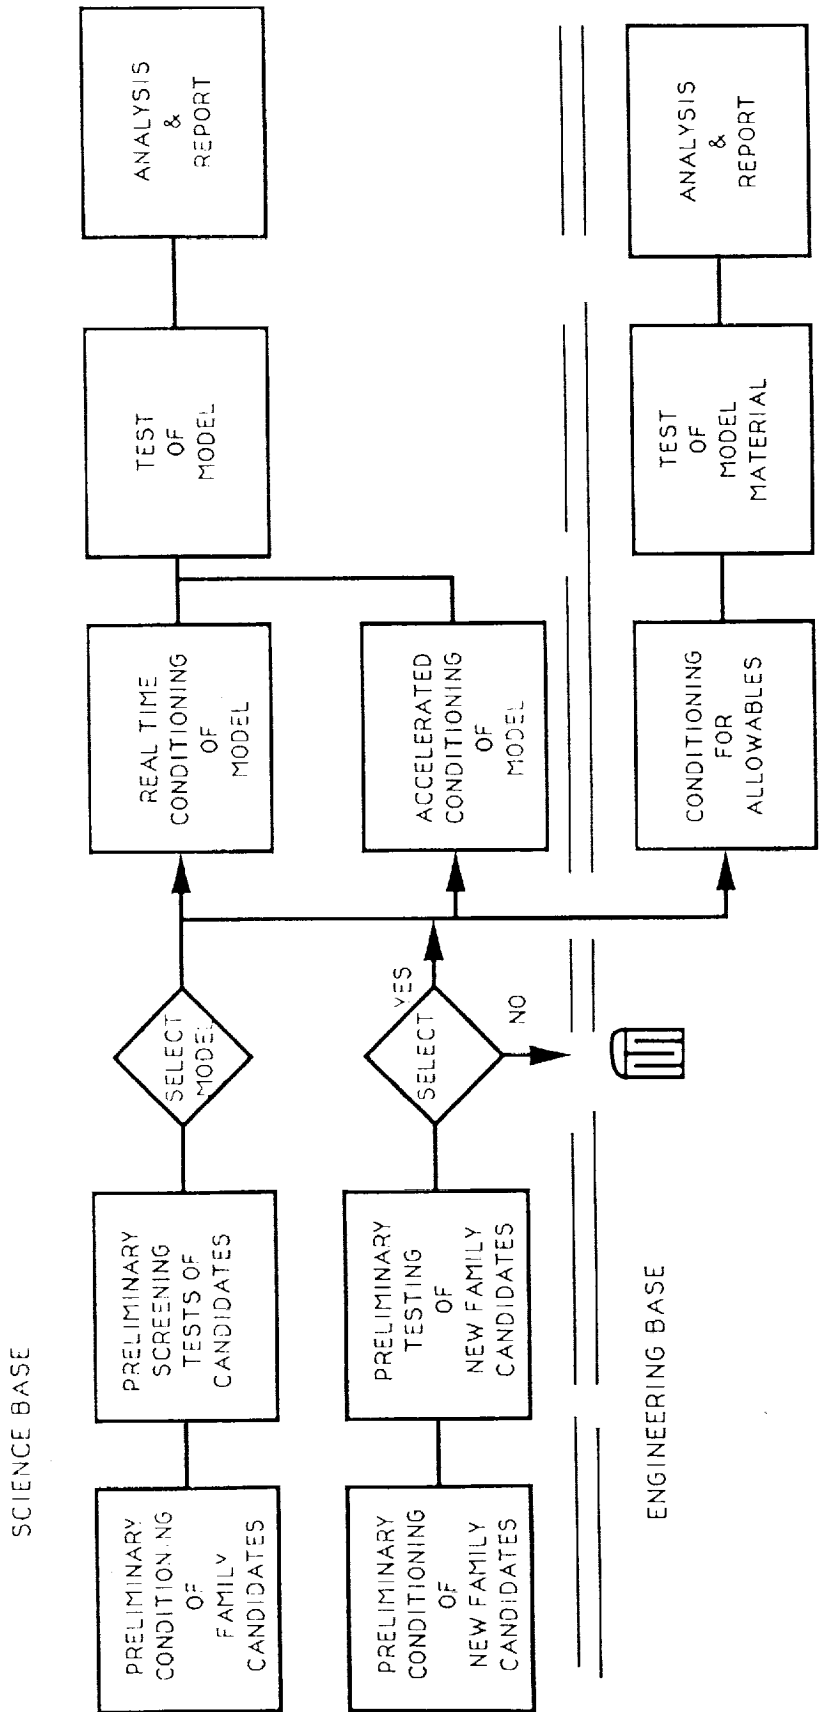 SCIENCE BASE
PRELIMINARY
CONDITIONING
OF
FAMILY
CANDIDATES
PRELIMINARY
SCREENING
TESTS OF
CANDIDATES
SELECT
MODEL
REAL TIME
CONDITIONING
OF
MODEL
TEST
OF
MODEL
ANALYSIS
&
REPORT
PRELIMINARY
CONDITIONING
OF
NEW FAMILY
CANDIDATES
PRELIMINARY
TESTING
OF
NEW FAMILY
CANDIDATES
SELECT
YES
NO
ACCELERATED
CONDITIONING
OF
MODEL
ENGINEERING BASE
CONDITIONING
FOR
ALLOWABLES
TEST
OF
MODEL
MATERIAL
ANALYSIS
&
REPORT